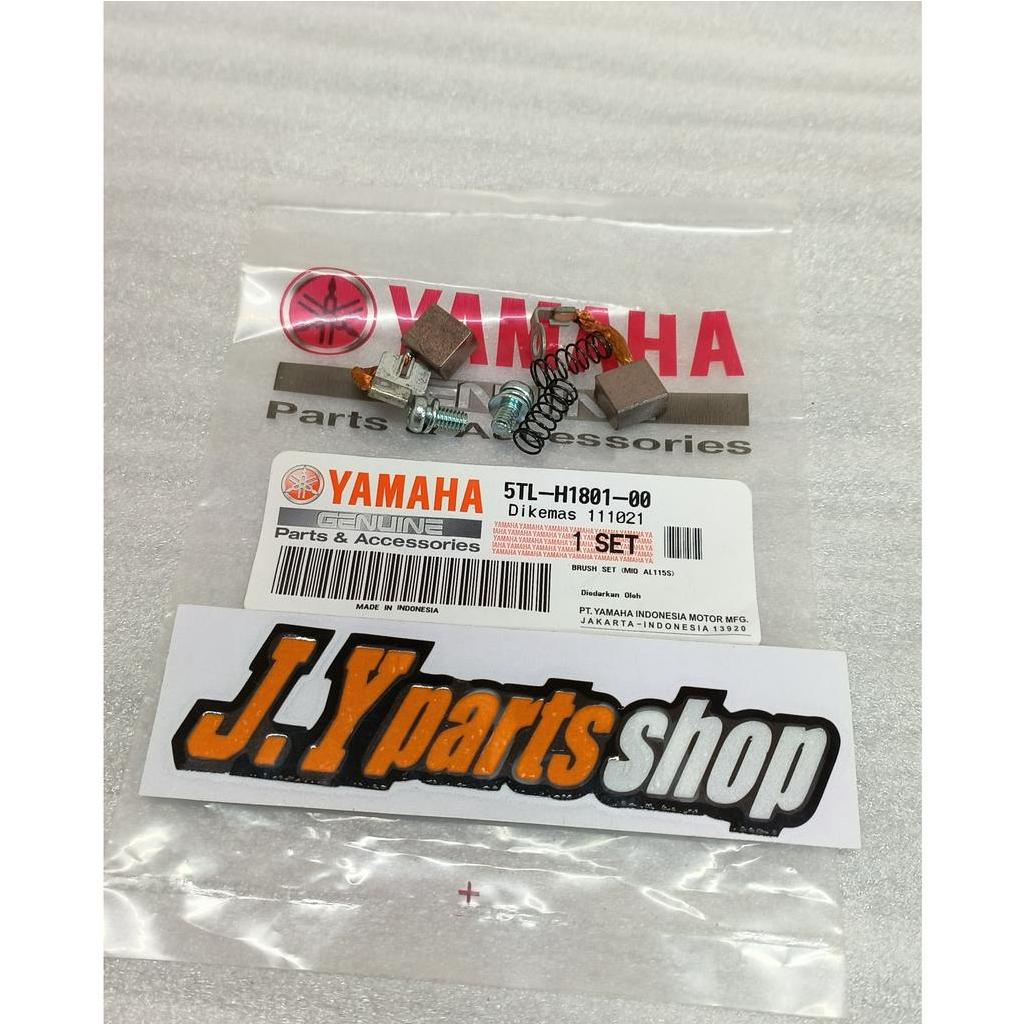 YAMAHA
GENUINE
Parts & Accessories
YAMAHA
GENUINE
Parts & Accessories
MADE IN INDONESIA
5TL-H1801-00
Dikemas 111021
1 SET
BRUSH SET (MIO AL115S)
Diedarkan Oleh
PT. YAMAHA INDONESIA MOTOR MFG.
JAKARTA-INDONESIA 13920
J.Y parts shop